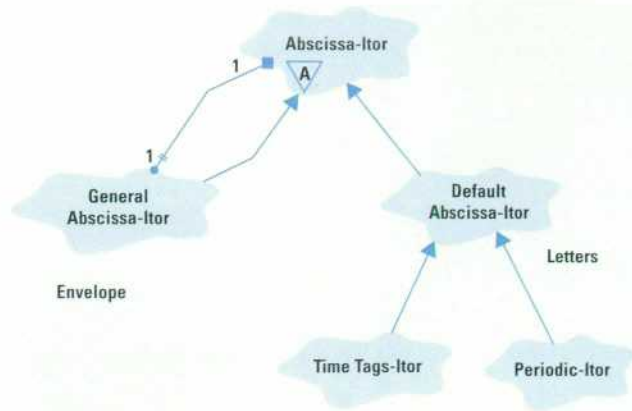 Abscissa-Itor
1
A
1
General
Abscissa-Itor
Default
Abscissa-Itor
Letters
Envelope
Time Tags-Itor
Periodic-Itor